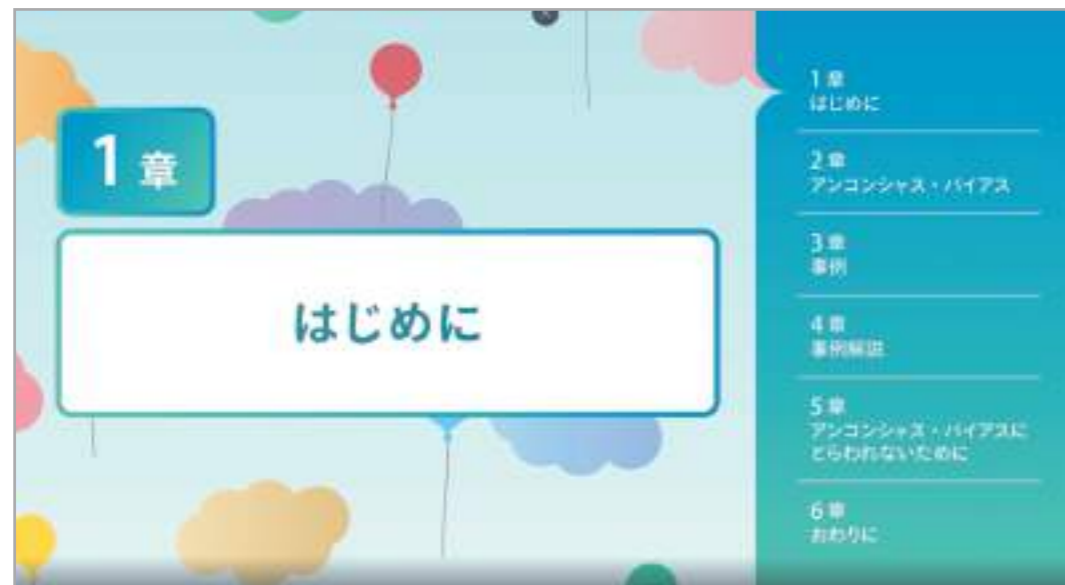 1章
はじめに
1章
はじめに
2章
アンコンシャス・バイアス
3章
事例
4章
事例解説
5章
アンコンシャス・バイアスに
とらわれないために
6章
おわりに